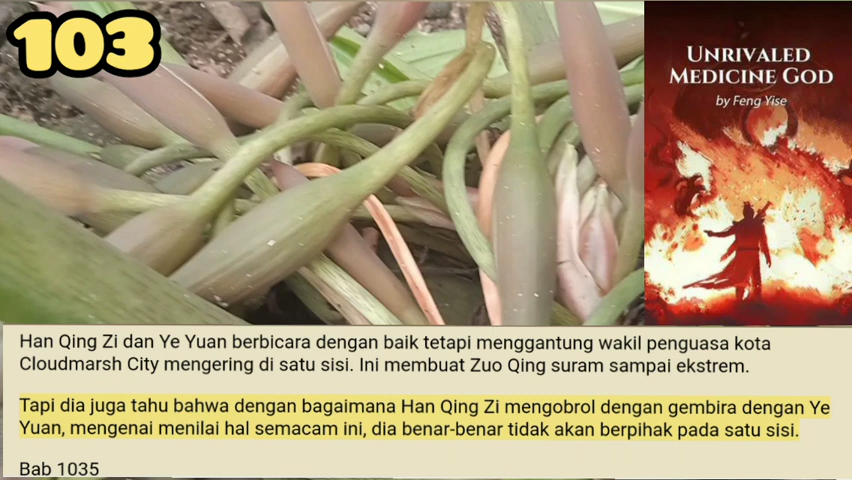 103
UNRIVALED
MEDICINE GOD
by Feng Yise
Han Qing Zi dan Ye Yuan berbicara dengan baik tetapi menggantung wakil penguasa kota
Cloudmarsh City mengering di satu sisi. Ini membuat Zuo Qing suram sampai ekstrem.
Tapi dia juga tahu bahwa dengan bagaimana Han Qing Zi mengobrol dengan gembira dengan Ye
Yuan, mengenai menilai hal semacam ini, dia benar-benar tidak akan berpihak pada satu sisi.
Bab 1035